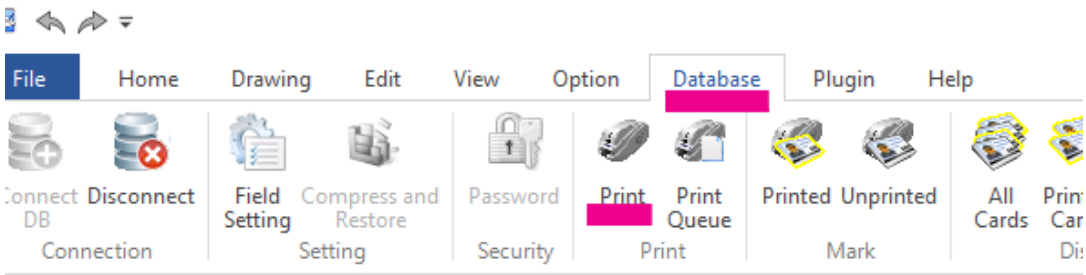 File Home Drawing Edit View Option Database Plugin Help
Disconnect Field Compress and Password Print Print Printed Unprinted All
DB Setting Restore Queue Cards
Connection Setting Security Print Mark